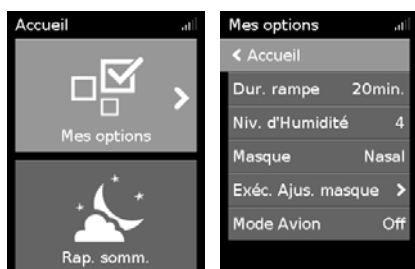 Accueil
Mes options
Rap. somm.
Mes options
Accueil
Dur. rampe 20min.
Niv. d'Humidité 4
Masque Nasal
Exéc. Ajus. masque
Mode Avion Off